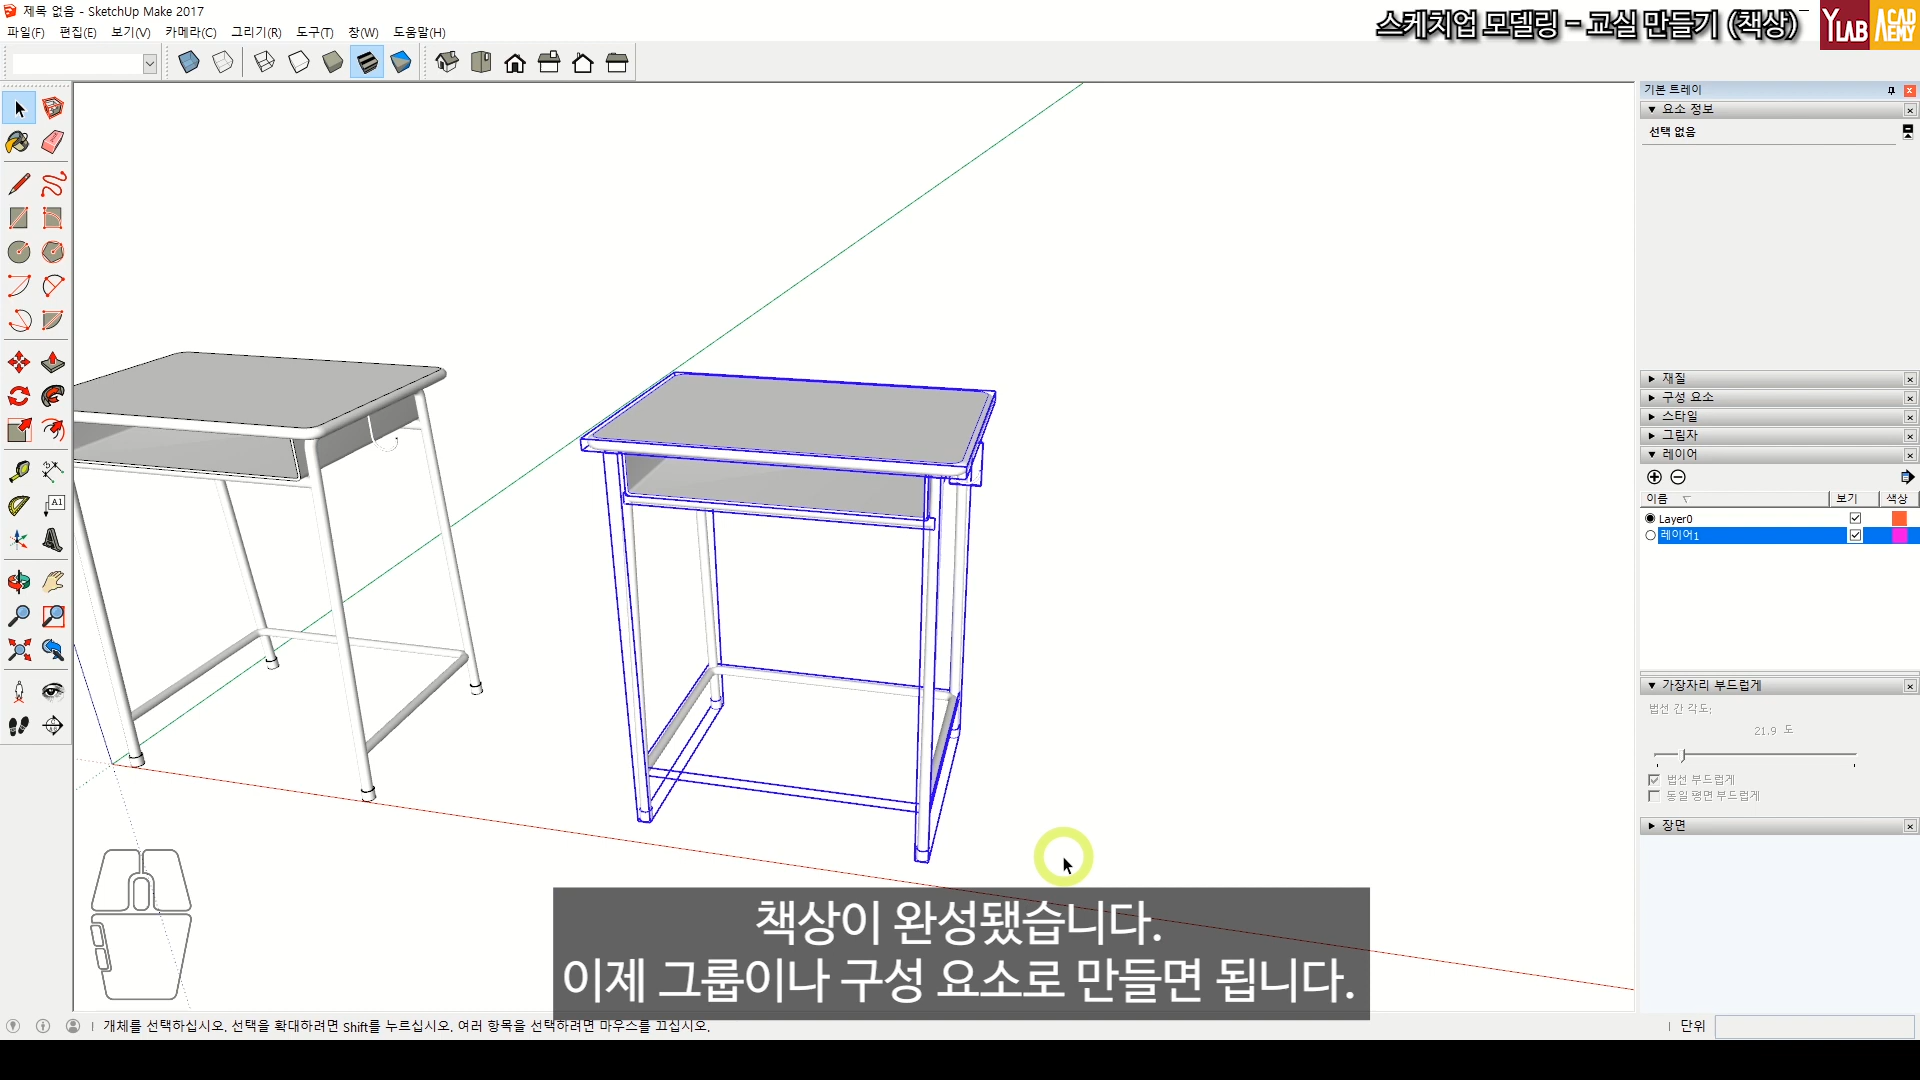 제목 없음 - SketchUp Make 2017
파일(F) 편집(E) 보기(V) 카메라(C) 그리기(R) 도구(T) 창(W) 도움말(H)
스케치업 모델링 - 교실 만들기 (책상)
YLAB ACADEMY
기본 트레이
요소 정보
선택 없음
재질
구성 요소
스타일
그림자
레이어
이름 보기 색상
Layer0
레이어1
가장자리 부드럽게
법선 간 각도:
21.9 도
법선 부드럽게
동일 평면 부드럽게
장면
A1
책상이 완성됐습니다.
이제 그룹이나 구성 요소로 만들면 됩니다.
개체를 선택하십시오. 선택을 확대하려면 Shift를 누르십시오. 여러 항목을 선택하려면 마우스를 끄십시오.
단위